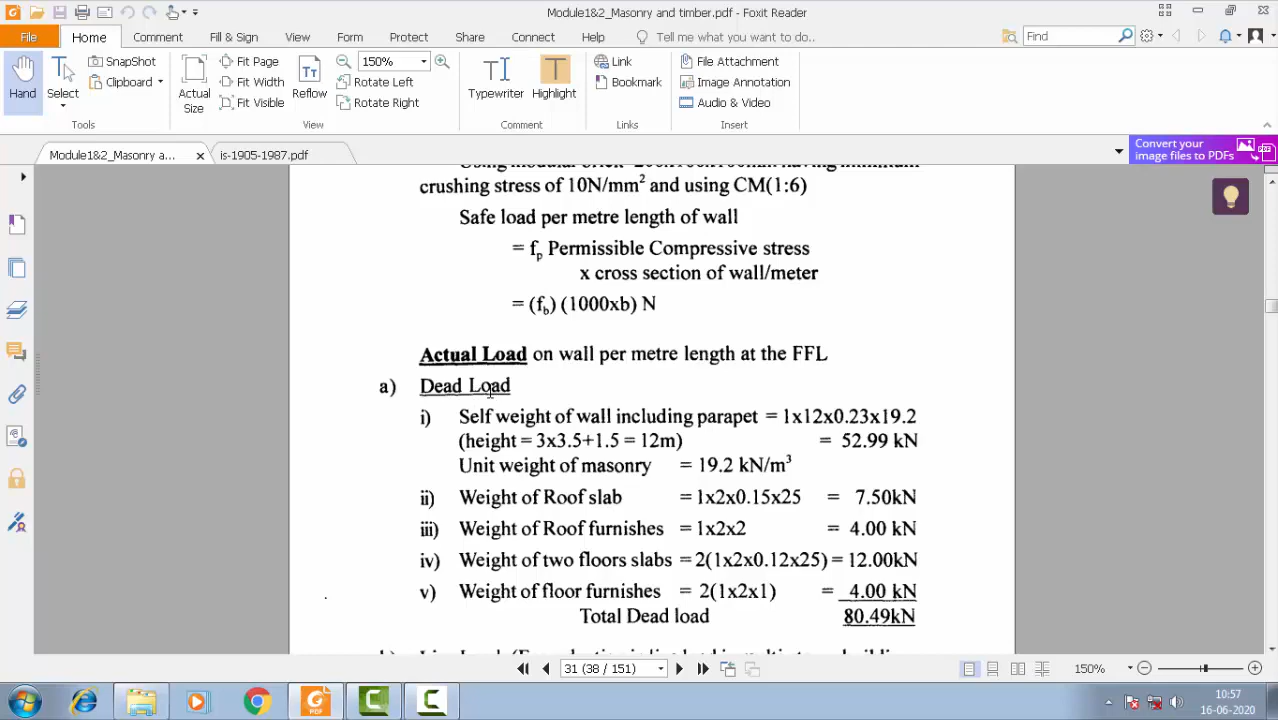 Module1&2_Masonry and timber.pdf - Foxit Reader
File Home Comment Fill & Sign View Form Protect Share Connect Help Tell me what you want to do.. Find
Hand
Select
SnapShot
Clipboard
Actual Size
Fit Page
Fit Width
Fit Visible
Reflow
150%
Rotate Left
Rotate Right
Typewriter
Highlight
Link
Bookmark
File Attachment
Image Annotation
Audio & Video
Tools View Comment Links Insert
Module1&2_Masonry a... is-1905-1987.pdf
Convert your
image files to PDFs
crushing stress of 10N/mm² and using CM(1:6)
Safe load per metre length of wall
= fp Permissible Compressive stress
x cross section of wall/meter
= (fb) (1000xb) N
Actual Load on wall per metre length at the FFL
a) Dead Load
i) Self weight of wall including parapet = 1x12x0.23x19.2
(height = 3x3.5+1.5 = 12m) = 52.99 kN
Unit weight of masonry = 19.2 kN/m³
ii) Weight of Roof slab = 1x2x0.15x25 = 7.50kN
iii) Weight of Roof furnishes = 1x2x2 = 4.00 kN
iv) Weight of two floors slabs = 2(1x2x0.12x25) = 12.00kN
v) Weight of floor furnishes = 2(1x2x1) = 4.00 kN
Total Dead load 80.49kN
31 (38 / 151) 150%
10:57
16-06-2020